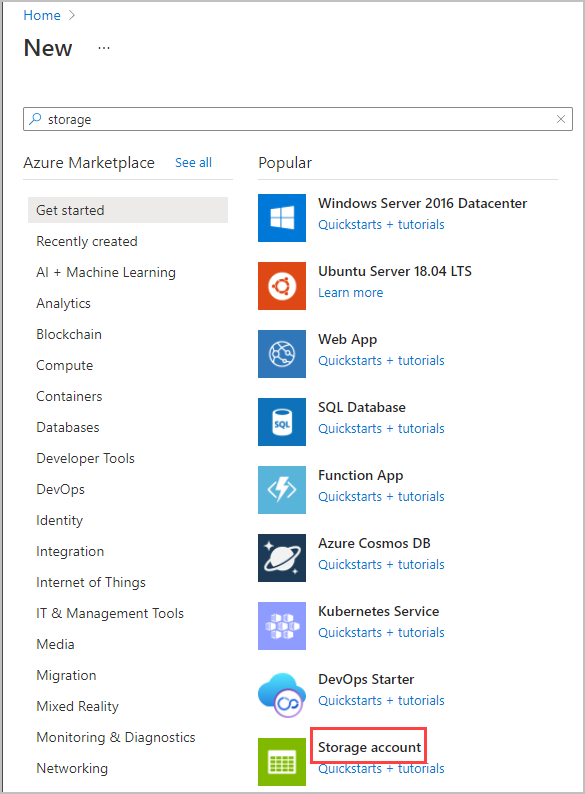 Home >
New ...
storage
Azure Marketplace See all
Get started
Recently created
AI + Machine Learning
Analytics
Blockchain
Compute
Containers
Databases
Developer Tools
DevOps
Identity
Integration
Internet of Things
IT & Management Tools
Media
Migration
Mixed Reality
Monitoring & Diagnostics
Networking
Popular
Windows Server 2016 Datacenter
Quickstarts + tutorials
Ubuntu Server 18.04 LTS
Learn more
Web App
Quickstarts + tutorials
SQL
SQL Database
Quickstarts + tutorials
Function App
Quickstarts + tutorials
Azure Cosmos DB
Quickstarts + tutorials
Kubernetes Service
Quickstarts + tutorials
DevOps Starter
Quickstarts + tutorials
Storage account
Quickstarts + tutorials